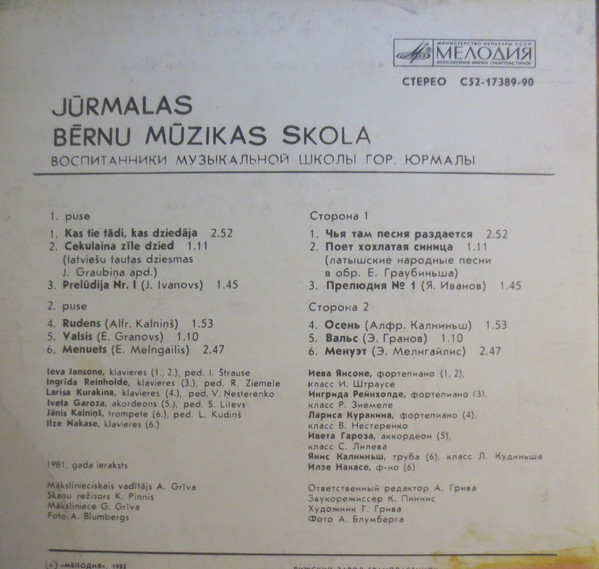 МИНИСТЕРСТВО КУЛЬТУРЫ СССР
МЕЛОДИЯ
ВСЕСОЮЗНАЯ ФИРМА ГРАМПЛАСТИНОК
СТЕРЕО С52-17389-90
JŪRMALAS
BĒRNU MŪZIKAS SKOLA
ВОСПИТАННИКИ МУЗЫКАЛЬНОЙ ШКОЛЫ ГОР. ЮРМАЛЫ
1. puse
1. Kas tie tādi, kas dziedāja 2.52
2. Cekulaina zīle dzied 1.11
(latviešu tautas dziesmas
J. Graubiņa apd.)
3. Prelūdija Nr. I (J. Ivanovs) 1.45
2. puse
4. Rudens (Alfr. Kalniņš) 1.53
5. Valsis (E. Granovs) 1.10
6. Menuets (E. Melngailis) 2.47
Ieva Jansone, klavieres (1., 2.), ped. I. Štrause
Ingrīda Reinholde, klavieres (3.), ped. R. Ziemele
Larisa Kurakina, klavieres (4.), ped. V. Ņesterenko
Iveta Garoza, akordeons (5.), ped. S. Liļevs
Jānis Kalniņš, trompete (6.), ped. L. Kudiņš
Ilze Nakase, klavieres (6.)
1981. gada ieraksts
Mākslinieciskais vadītājs A. Grīva
Skaņu režisors K. Pinnis
Māksliniece G. Grīva
Foto A. Blumbergs
Сторона 1
1. Чья там песня раздается 2.52
2. Поет хохлатая синица 1.11
(латышские народные песни
в обр. Е. Граубиньша)
3. Прелюдия № 1 (Я. Иванов) 1.45
Сторона 2
4. Осень (Алфр. Калниньш) 1.53
5. Вальс (Э. Гранов) 1.10
6. Менуэт (Э. Мелнгайлис) 2.47
Иева Янсоне, фортепиано (1, 2),
класс И. Штраусе
Ингрида Рейнхолде, фортепиано (3),
класс Р. Зиемеле
Лариса Куракина, фортепиано (4),
класс В. Нестеренко
Ивета Гароза, аккордеон (5),
класс С. Лилева
Янис Калниньш, труба (6), класс Л. Кудиньша
Илзе Накасе, ф-но (6)
Ответственный редактор А. Грива
Звукорежиссер К. Пиннис
Художник Г. Грива
Фото А. Блумберга
«МЕЛОДИЯ», 1982
РИЖСКИЙ ЗАВОД